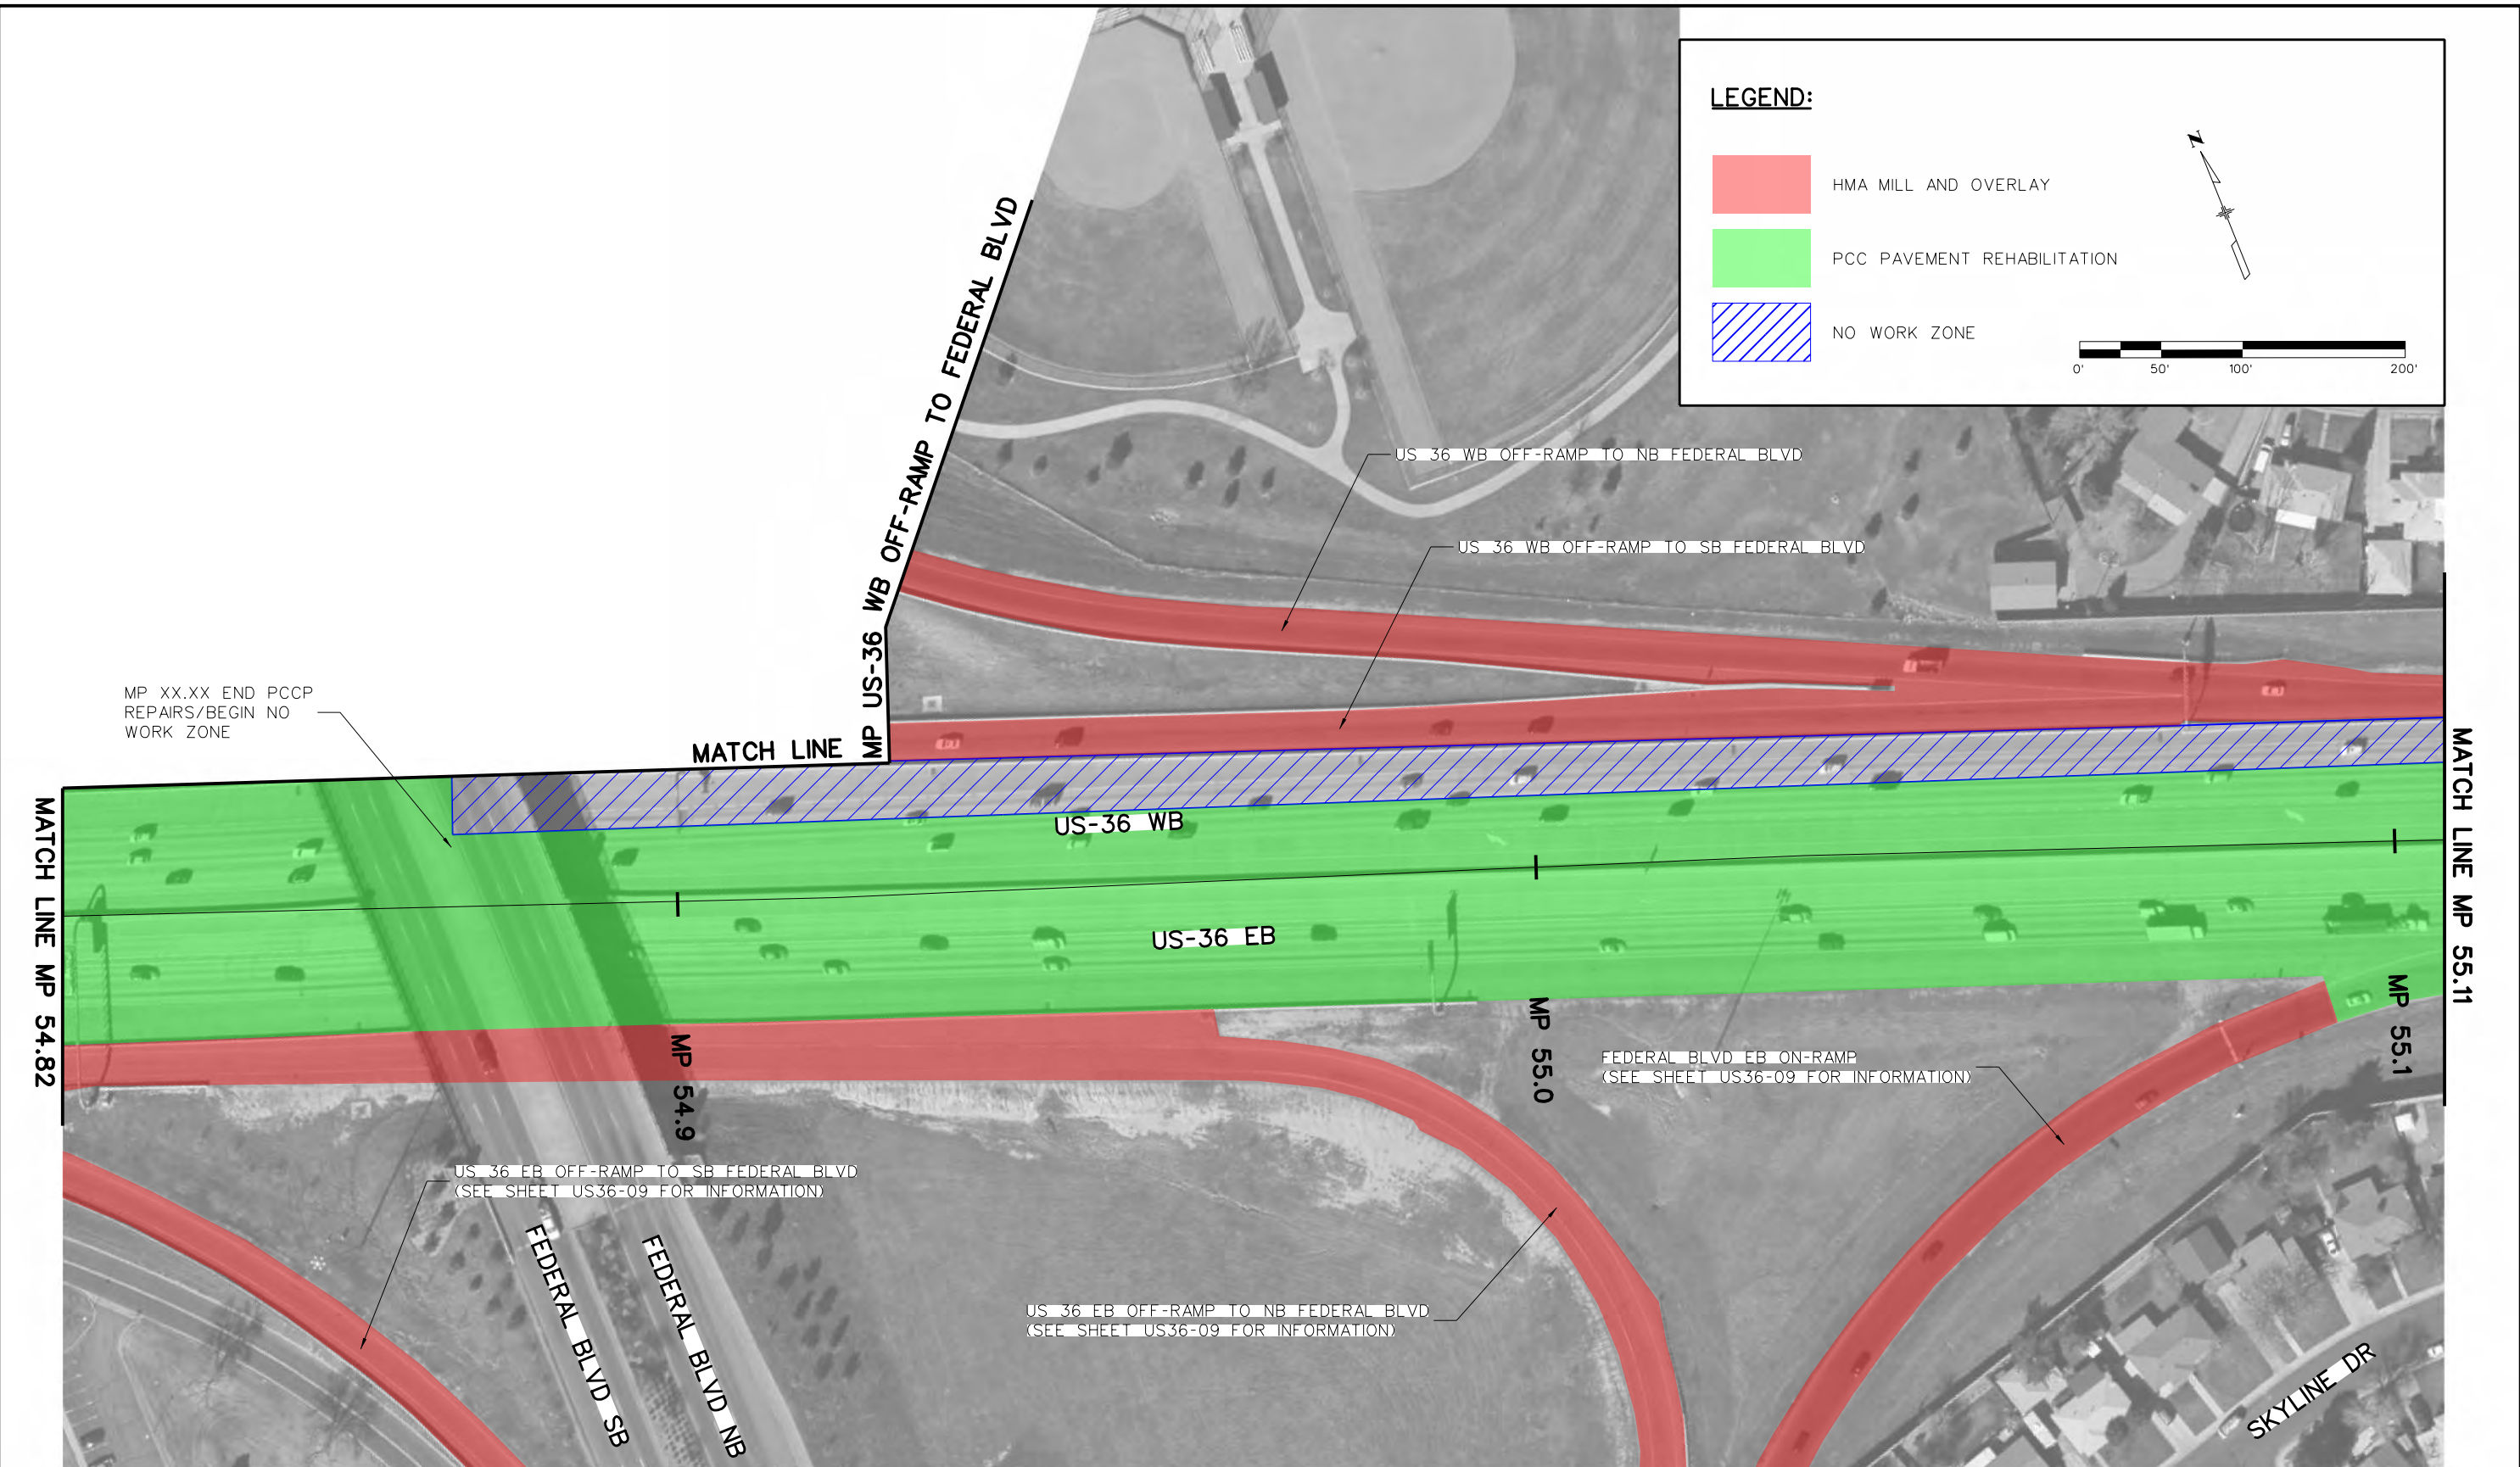 LEGEND:
N
HMA MILL AND OVERLAY
PCC PAVEMENT REHABILITATION
NO WORK ZONE
0' 50' 100' 200'
MP US-36 WB OFF-RAMP TO FEDERAL BLVD
US 36 WB OFF-RAMP TO NB FEDERAL BLVD
US 36 WB OFF-RAMP TO SB FEDERAL BLVD
MP XX.XX END PCCP
REPAIRS/BEGIN NO
WORK ZONE
MATCH LINE
MATCH LINE MP 54.82
MATCH LINE MP 55.11
US-36 WB
US-36 EB
MP 54.9
MP 55.0
MP 55.1
FEDERAL BLVD EB ON-RAMP
(SEE SHEET US36-09 FOR INFORMATION)
US 36 EB OFF-RAMP TO SB FEDERAL BLVD
(SEE SHEET US36-09 FOR INFORMATION)
FEDERAL BLVD SB
FEDERAL BLVD NB
US 36 EB OFF-RAMP TO NB FEDERAL BLVD
(SEE SHEET US36-09 FOR INFORMATION)
SKYLINE DR